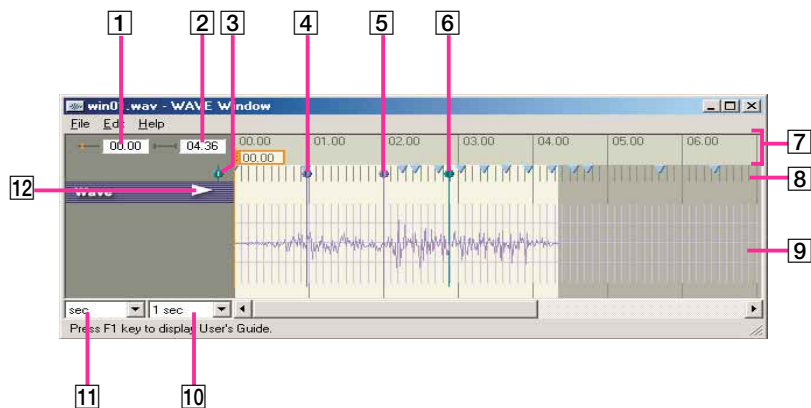 1 2 3 4 5 6
win01.wav - WAVE Window
File Edit Help
00.00 04.36 00.00 01.00 02.00 03.00 04.00 05.00 06.00
00.00
7
8
12 Wave
9
sec 1 sec
Press F1 key to display User's Guide.
11 10